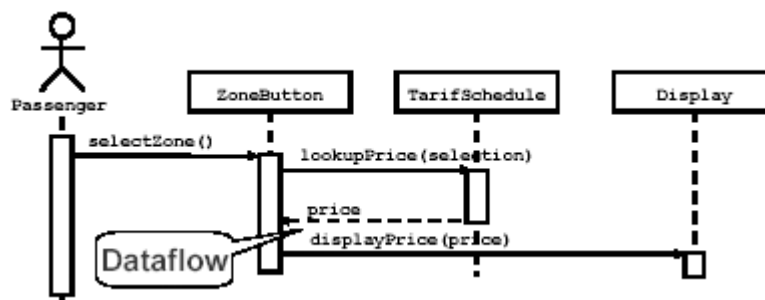 Passenger
ZoneButton
TarifSchedule
Display
selectZone()
lookupPrice(selection)
price
Dataflow
displayPrice(price)